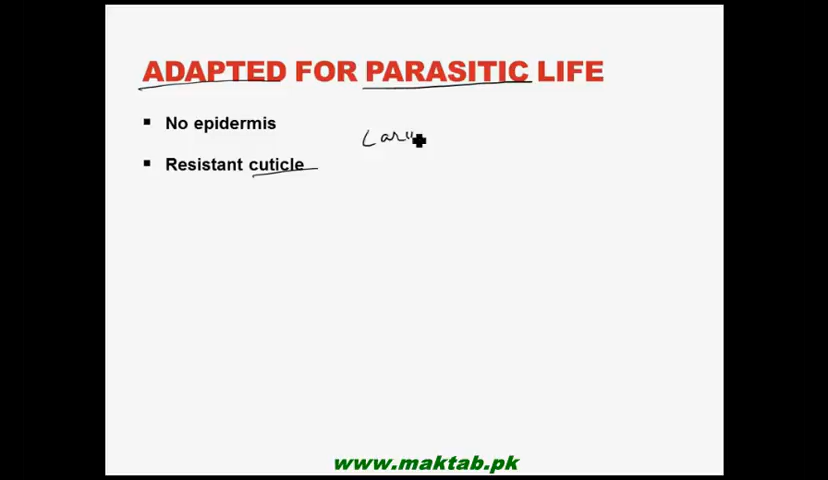 ADAPTED FOR PARASITIC LIFE
No epidermis
Resistant cuticle
www.maktab.pk